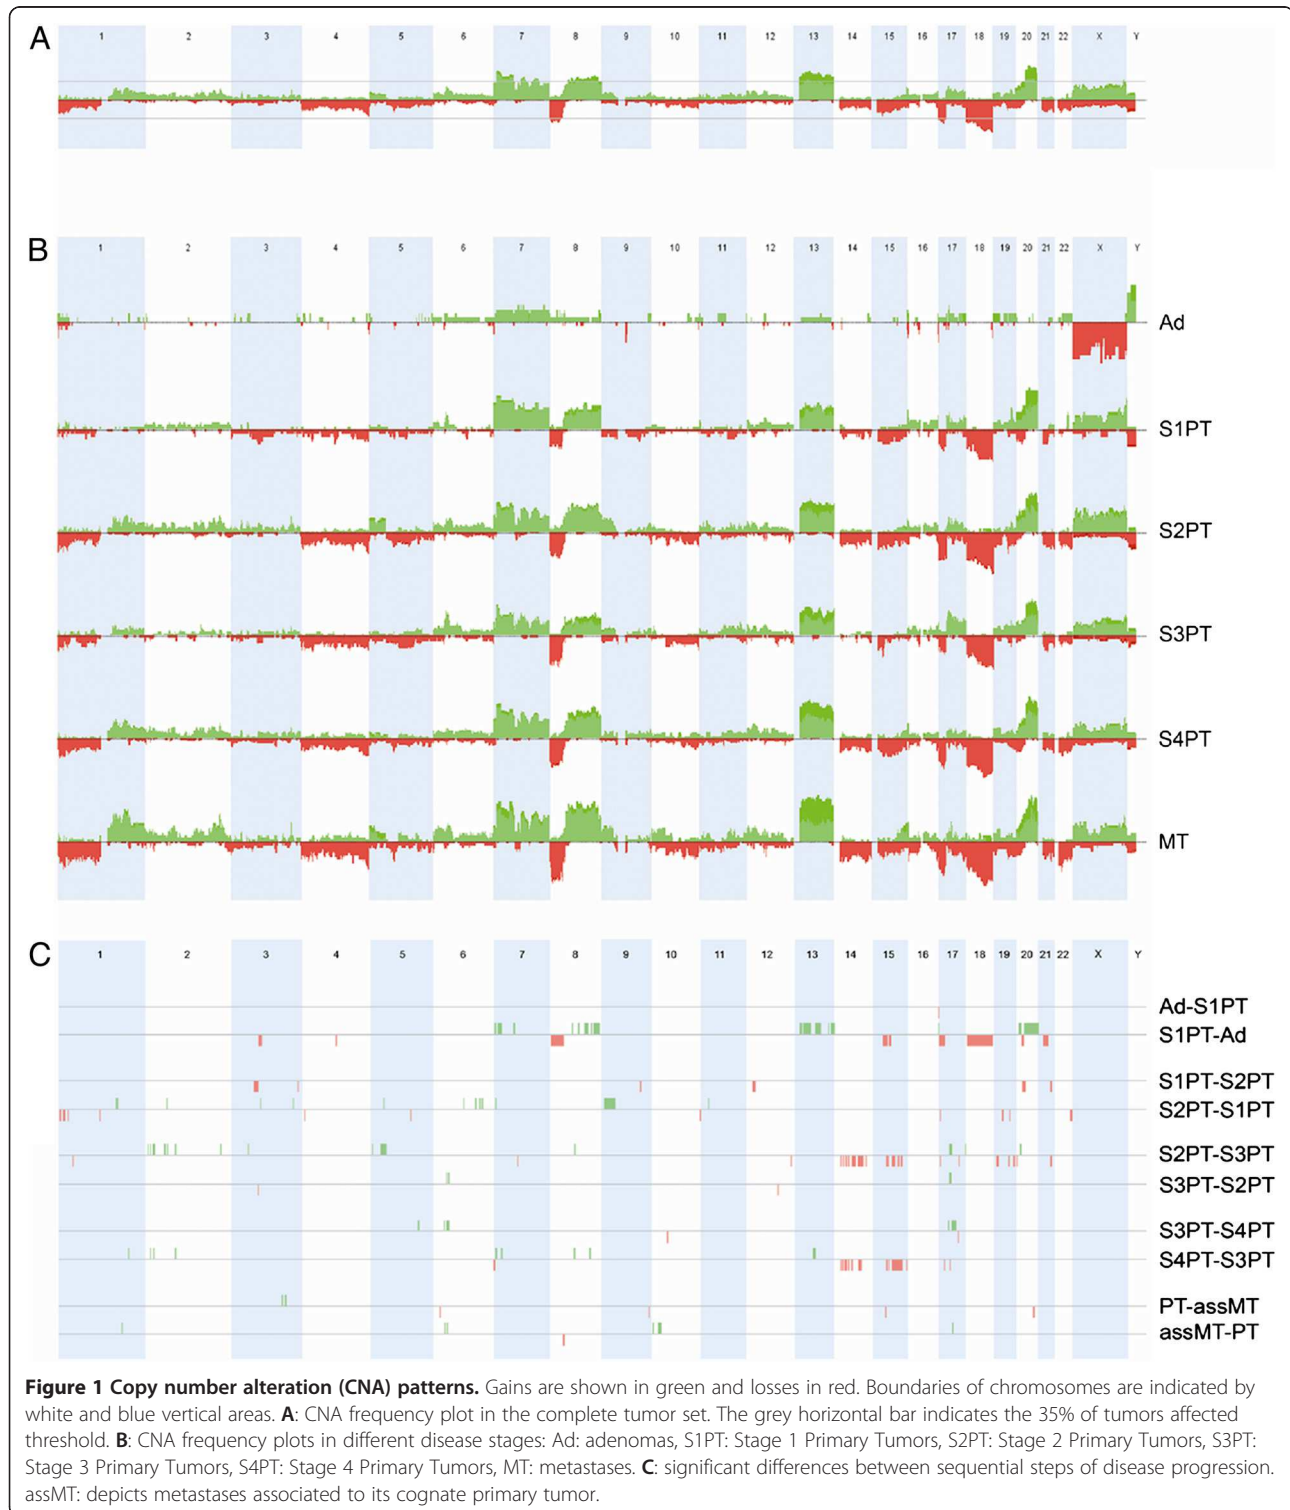 A
1 2 3 4 5 6 7 8 9 10 11 12 13 14 15 16 17 18 19 20 21 22 X Y
B
1 2 3 4 5 6 7 8 9 10 11 12 13 14 15 16 17 18 19 20 21 22 X Y
Ad
S1PT
S2PT
S3PT
S4PT
MT
C
1 2 3 4 5 6 7 8 9 10 11 12 13 14 15 16 17 18 19 20 21 22 X Y
Ad-S1PT
S1PT-Ad
S1PT-S2PT
S2PT-S1PT
S2PT-S3PT
S3PT-S2PT
S3PT-S4PT
S4PT-S3PT
PT-assMT
assMT-PT
Figure 1 Copy number alteration (CNA) patterns. Gains are shown in green and losses in red. Boundaries of chromosomes are indicated by
white and blue vertical areas. A: CNA frequency plot in the complete tumor set. The grey horizontal bar indicates the 35% of tumors affected
threshold. B: CNA frequency plots in different disease stages: Ad: adenomas, S1PT: Stage 1 Primary Tumors, S2PT: Stage 2 Primary Tumors, S3PT:
Stage 3 Primary Tumors, S4PT: Stage 4 Primary Tumors, MT: metastases. C: significant differences between sequential steps of disease progression.
assMT: depicts metastases associated to its cognate primary tumor.